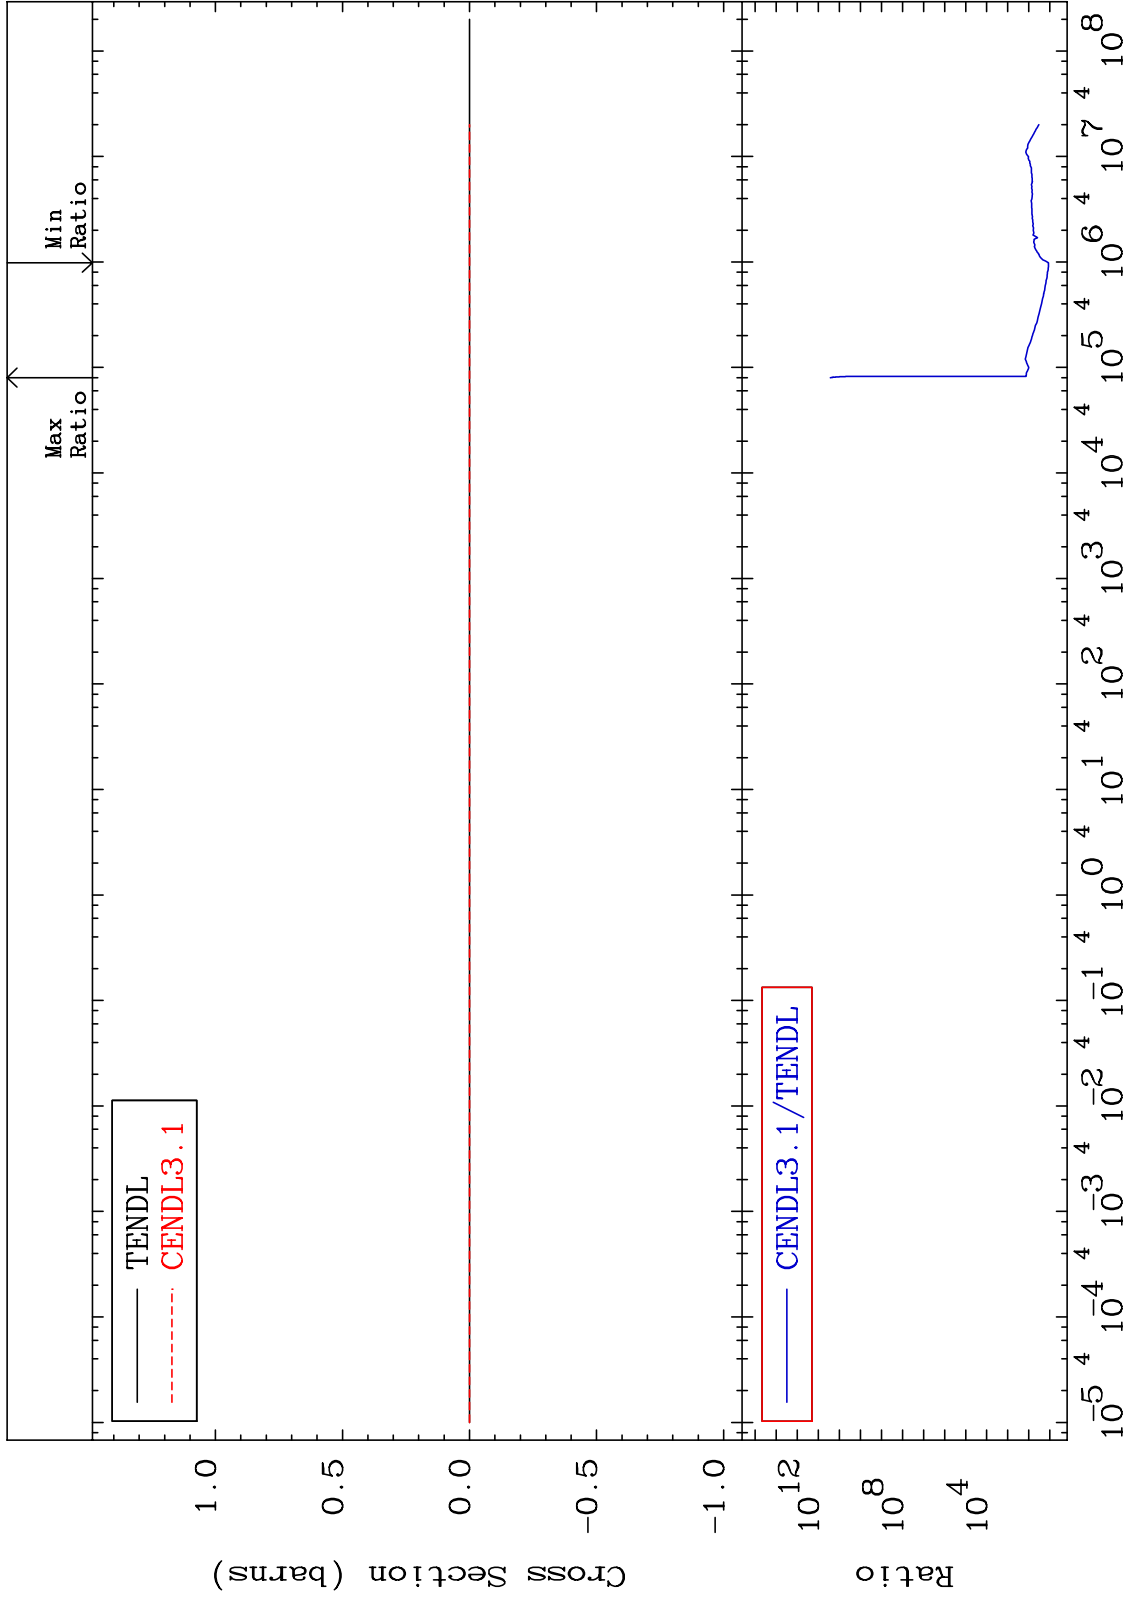 Max
Ratio
Min
Ratio
TENDL
CENDL3.1
1.0
0.5
0.0
-0.5
-1.0
Cross Section (barns)
CENDL3.1/TENDL
10^12
10^8
10^4
Ratio
10^-5 4 10^-4 4 10^-3 4 10^-2 4 10^-1 4 10^0 4 10^1 4 10^2 4 10^3 4 10^4 4 10^5 4 10^6 4 10^7 4 10^8